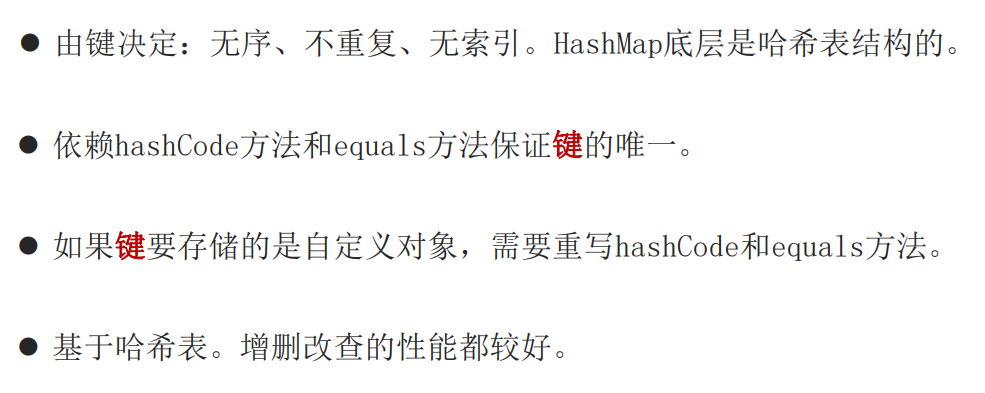 ● 由键决定：无序、不重复、无索引。HashMap底层是哈希表结构的。
● 依赖hashCode方法和equals方法保证键的唯一。
● 如果键要存储的是自定义对象，需要重写hashCode和equals方法。
● 基于哈希表。增删改查的性能都较好。